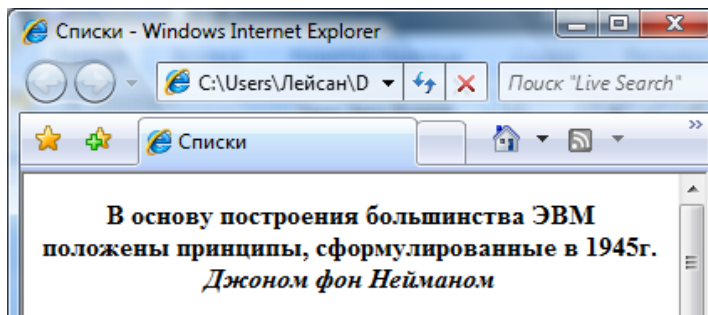 Списки - Windows Internet Explorer
C:\Users\Лейсан\D
Поиск "Live Search"
Списки
В основу построения большинства ЭВМ
положены принципы, сформулированные в 1945г.
Джоном фон Нейманом